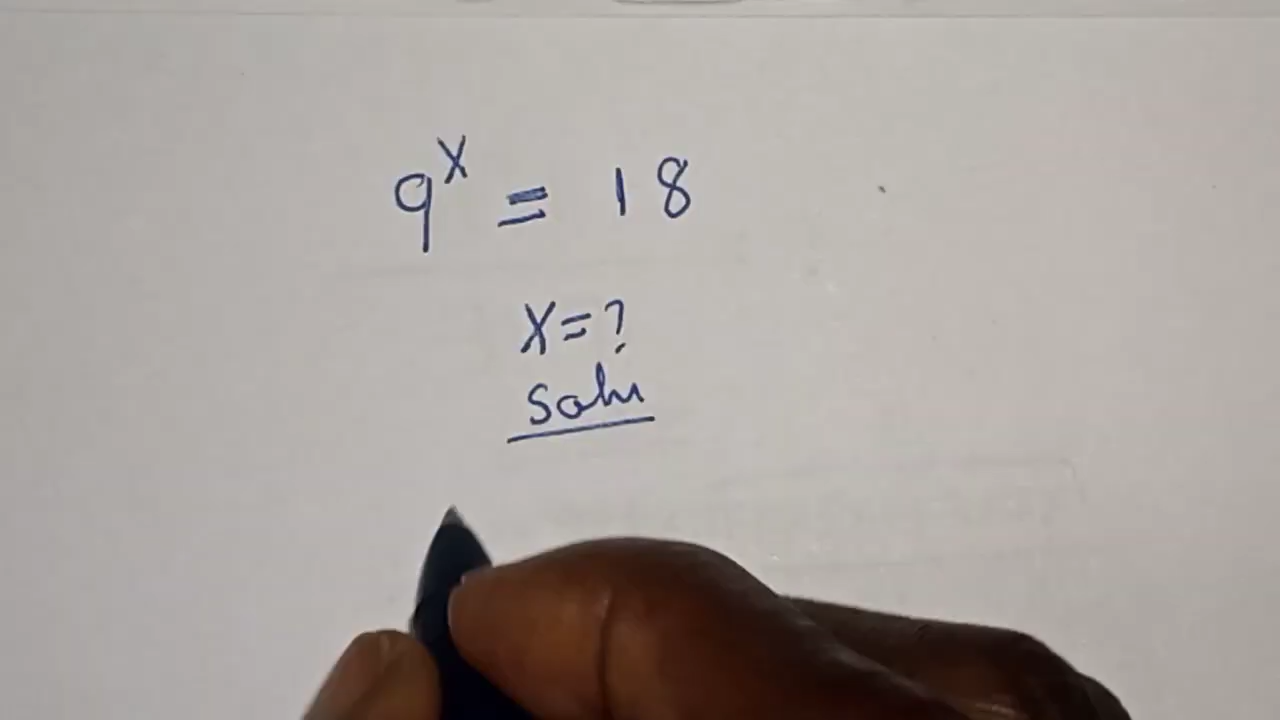 9^x = 18
x = ?
Soln